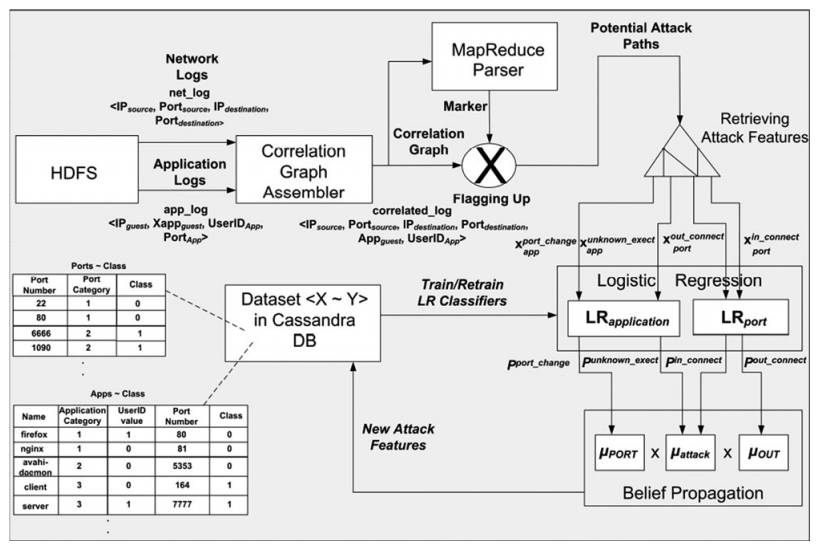 Network
Logs
net_log
<IPsource, Portsource, IPdestination,
Portdestination>
HDFS
Application
Logs
app_log
<IPguest, Xappguest, UserIDApp,
PortApp>
Correlation
Graph
Assembler
MapReduce
Parser
Marker
Correlation
Graph
X
Flagging Up
correlated_log
<IPsource, Portsource, IPdestination, Portdestination,
Appguest, UserIDApp>
Potential Attack
Paths
Retrieving
Attack Features
xport_change app
xunknown_exect app
xout_connect port
xin_connect port
Logistic Regression
LRapplication
LRport
Pport_change
Punknown_exect
Pin_connect
Pout_connect
μPORT x μattack x μOUT
Belief Propagation
New Attack
Features
Train/Retrain
LR Classifiers
Dataset <X ~ Y>
in Cassandra
DB
Ports ~ Class
Port Number Port Category Class
22 1 0
80 1 0
6666 2 1
1090 2 1
Apps ~ Class
Name Application Category UserID value Port Number Class
firefox 1 1 80 0
nginx 1 0 81 0
avahi-daemon 2 0 5353 0
client 3 0 164 1
server 3 1 7777 1